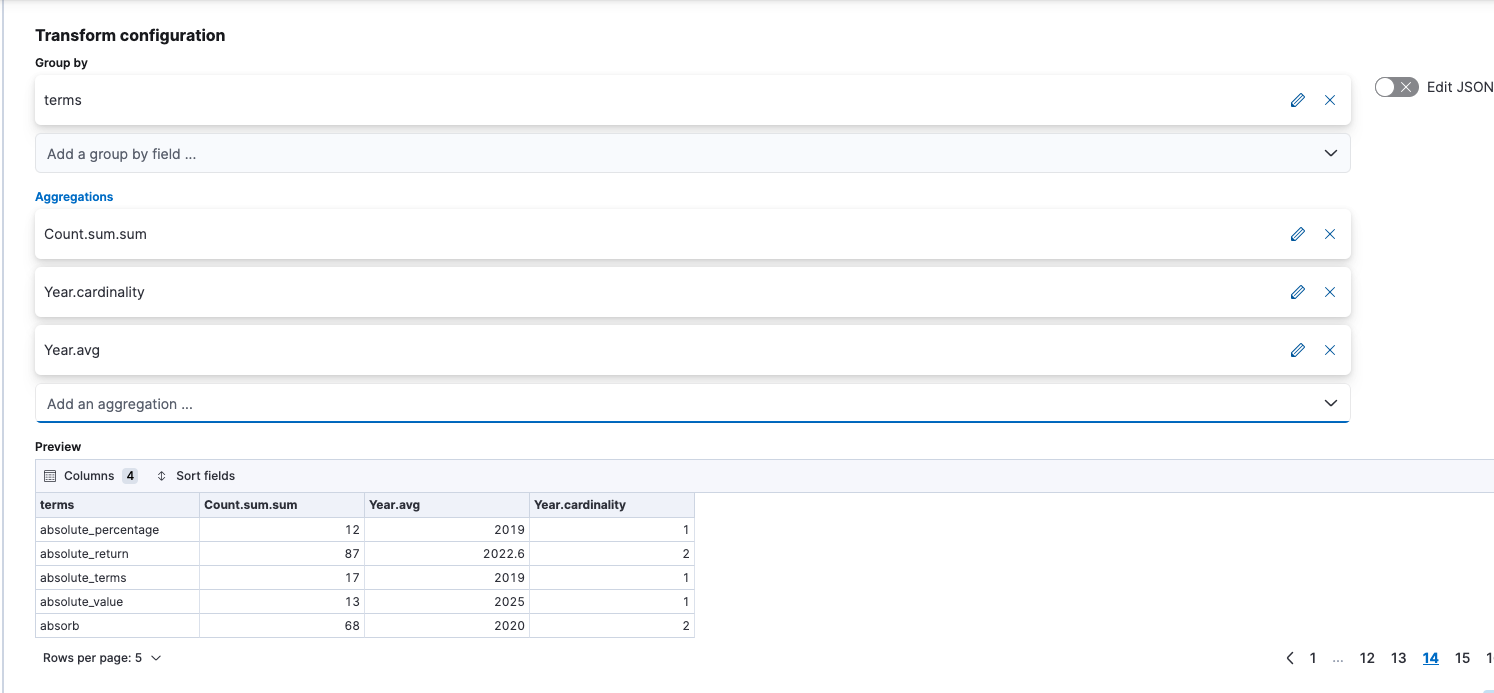 Transform configuration
Group by
terms
Edit JSON
Add a group by field ...
Aggregations
Count.sum.sum
Year.cardinality
Year.avg
Add an aggregation ...
Preview
Columns 4 Sort fields
terms Count.sum.sum Year.avg Year.cardinality
absolute_percentage 12 2019 1
absolute_return 87 2022.6 2
absolute_terms 17 2019 1
absolute_value 13 2025 1
absorb 68 2020 2
Rows per page: 5 1 ... 12 13 14 15